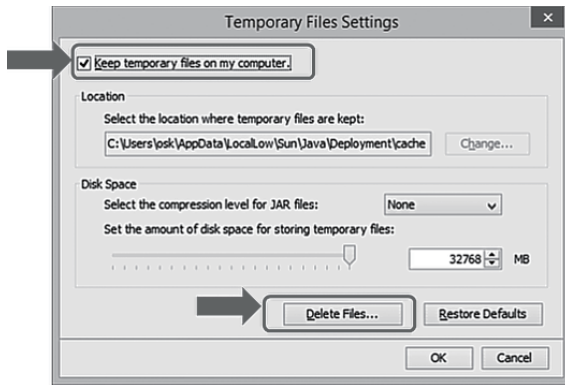 Temporary Files Settings
Keep temporary files on my computer.
Location
Select the location where temporary files are kept:
C:\Users\osk\AppData\LocalLow\Sun\Java\Deployment\cache
Change...
Disk Space
Select the compression level for JAR files:
None
Set the amount of disk space for storing temporary files:
32768 MB
Delete Files...
Restore Defaults
OK
Cancel